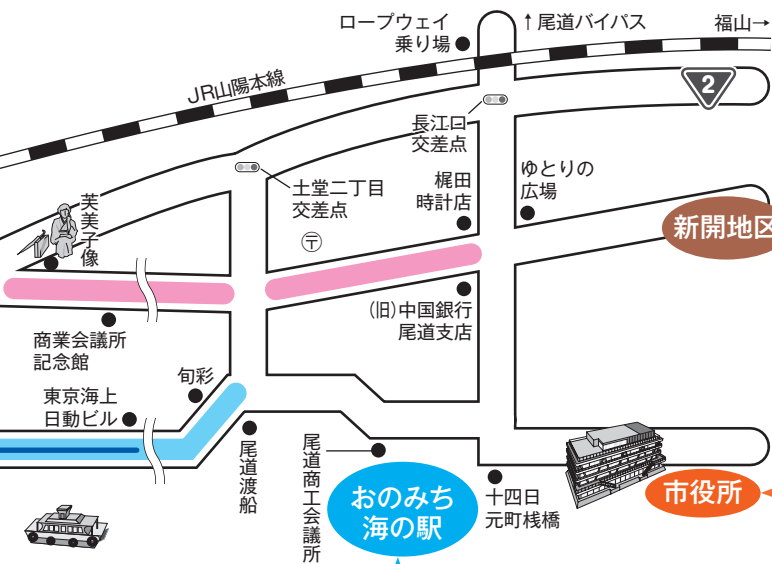 ロープウェイ
乗り場
↑尾道バイパス
福山→
JR山陽本線
2
長江口
交差点
土堂二丁目
交差点
梶田
時計店
ゆとりの
広場
芙美子像
〒
新開地区
(旧)中国銀行
尾道支店
商業会議所
記念館
旬彩
東京海上
日動ビル
尾道渡船
尾道商工会議所
おのみち
海の駅
十四日
元町桟橋
市役所